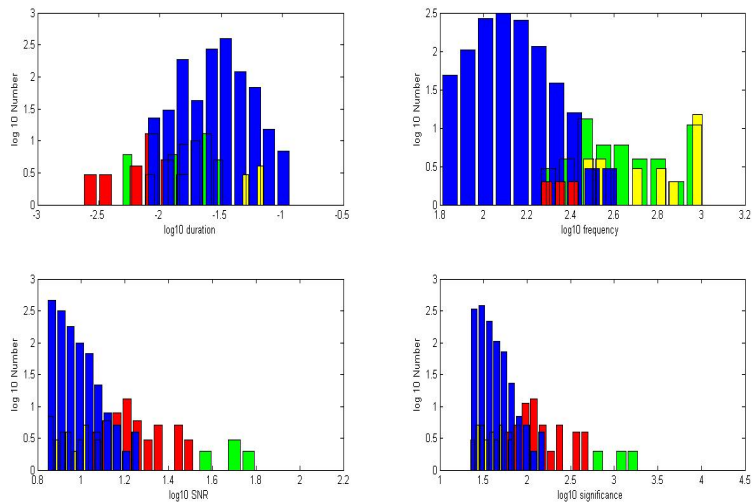 3
2.5
2
1.5
1
0.5
0
log 10 Number
-3 -2.5 -2 -1.5 -1 -0.5
log10 duration
2.5
2
1.5
1
0.5
0
log 10 Number
1.8 2 2.2 2.4 2.6 2.8 3 3.2
log10 frequency
3
2.5
2
1.5
1
0.5
0
log 10 Number
0.8 1 1.2 1.4 1.6 1.8 2 2.2
log10 SNR
3
2.5
2
1.5
1
0.5
0
log 10 Number
1 1.5 2 2.5 3 3.5 4 4.5
log10 significance